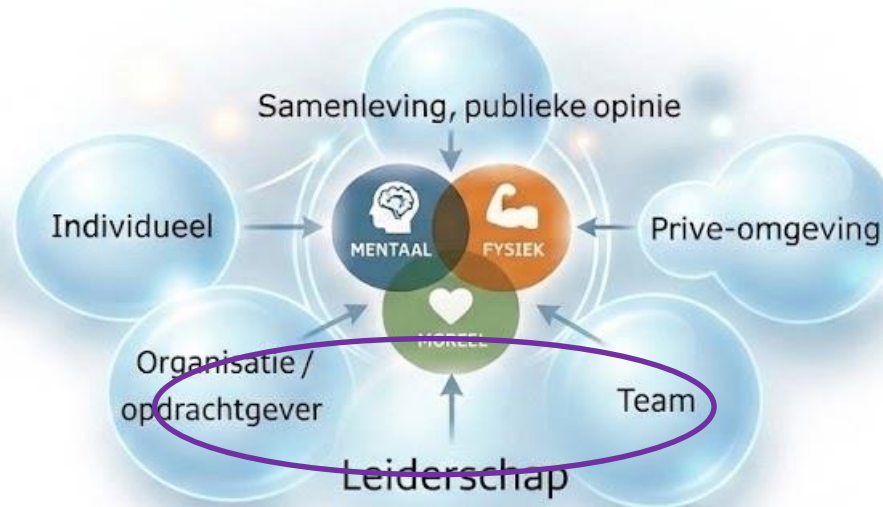 Samenleving, publieke opinie
MENTAAL
FYSIEK
Individueel
Prive-omgeving
MOREEL
Organisatie /
opdrachtgever
Team
Leiderschap